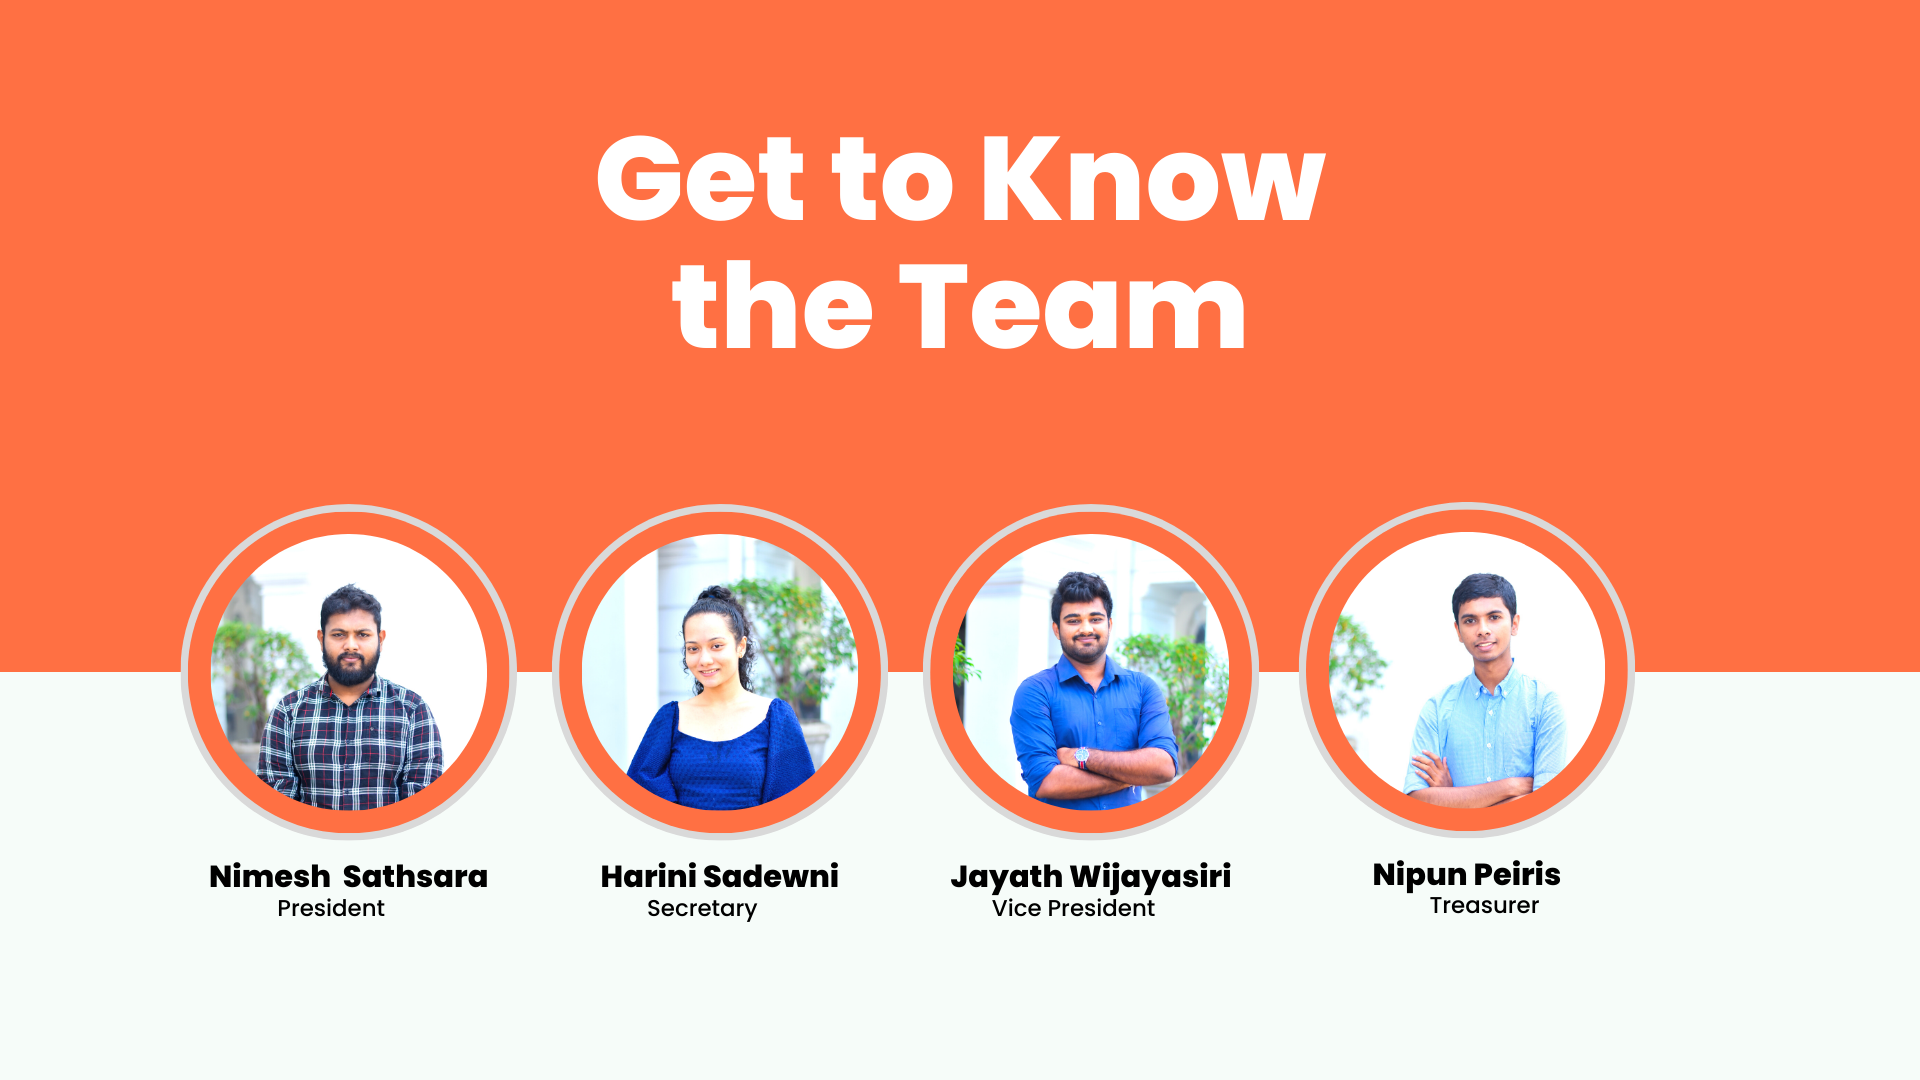 Get to Know
the Team
Nimesh  Sathsara
President
Harini Sadewni
Secretary
Jayath Wijayasiri
Vice President
Nipun Peiris
Treasurer